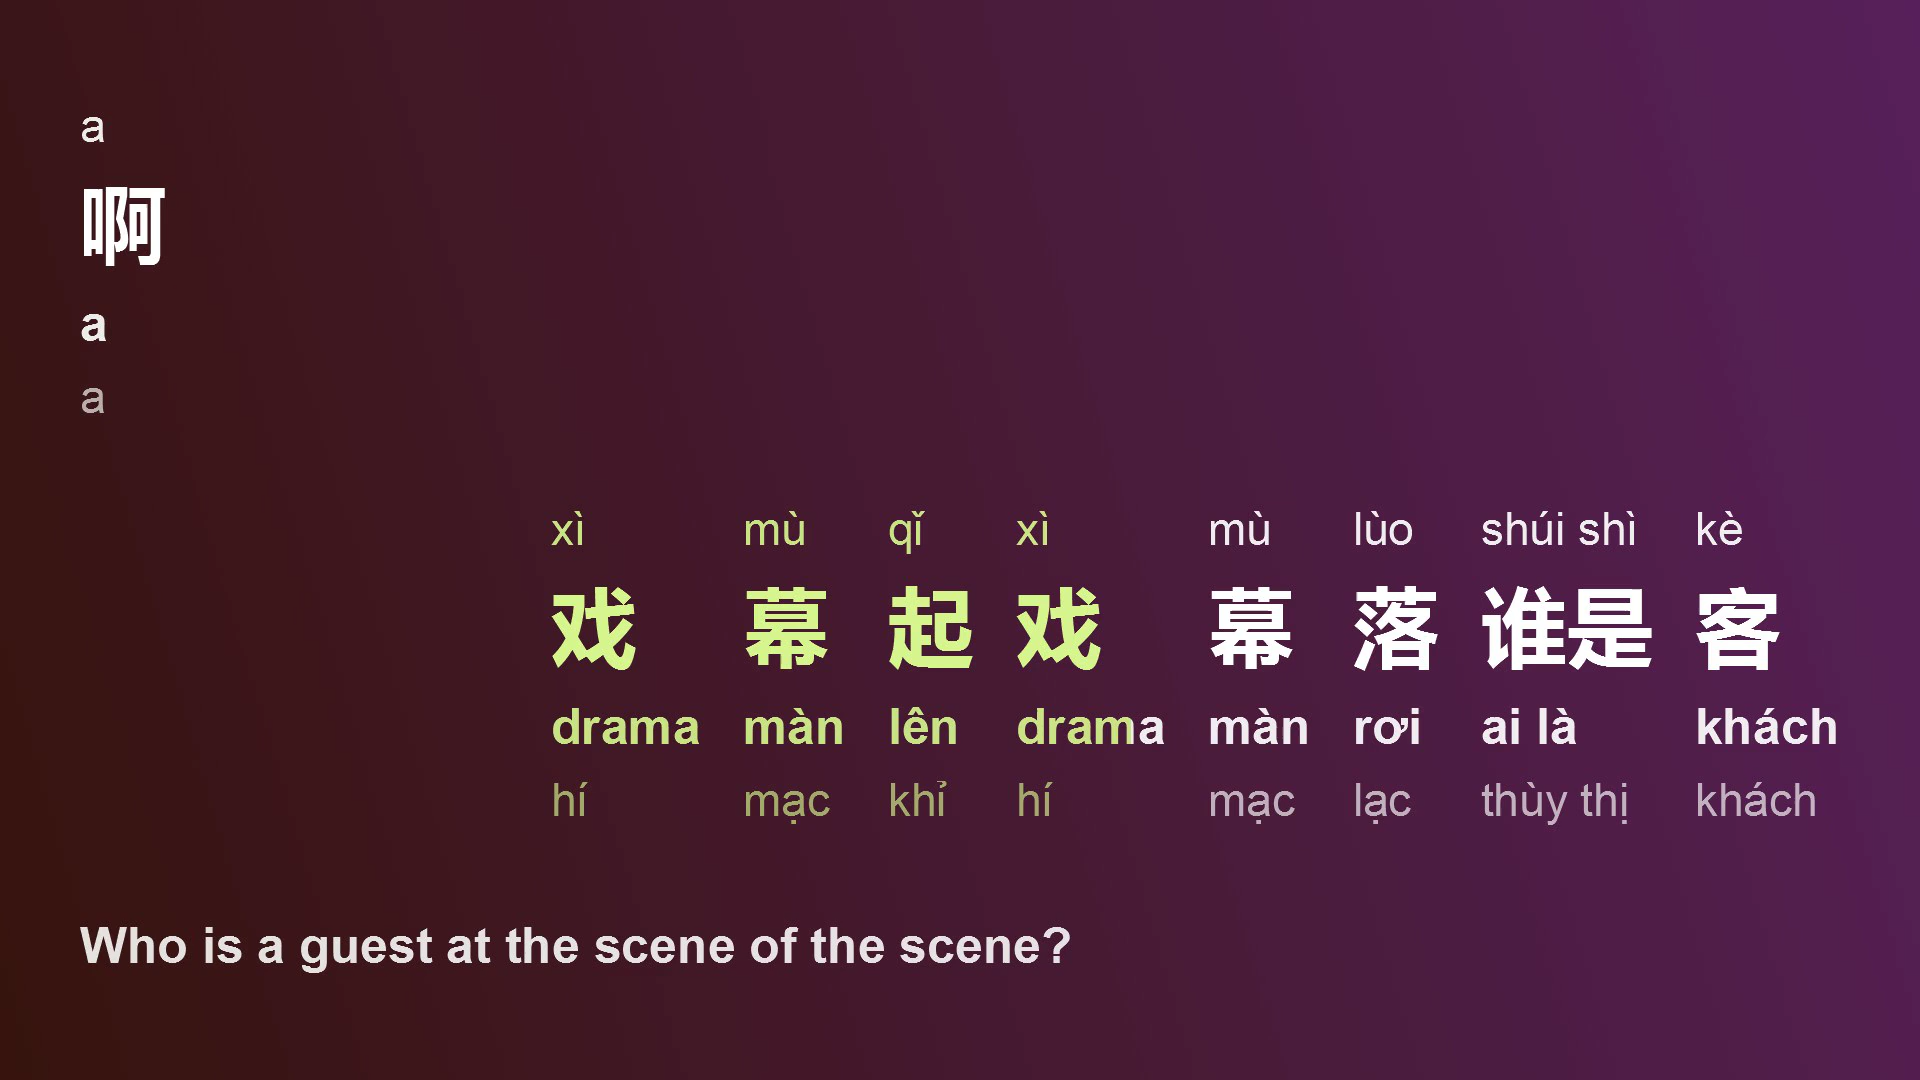 a
啊
a
a
xì mù qǐ xì mù lùo shúi shì kè
戏 幕 起 戏 幕 落 谁是 客
drama màn lên drama màn rơi ai là khách
hí mạc khỉ hí mạc lạc thùy thị khách
Who is a guest at the scene of the scene?